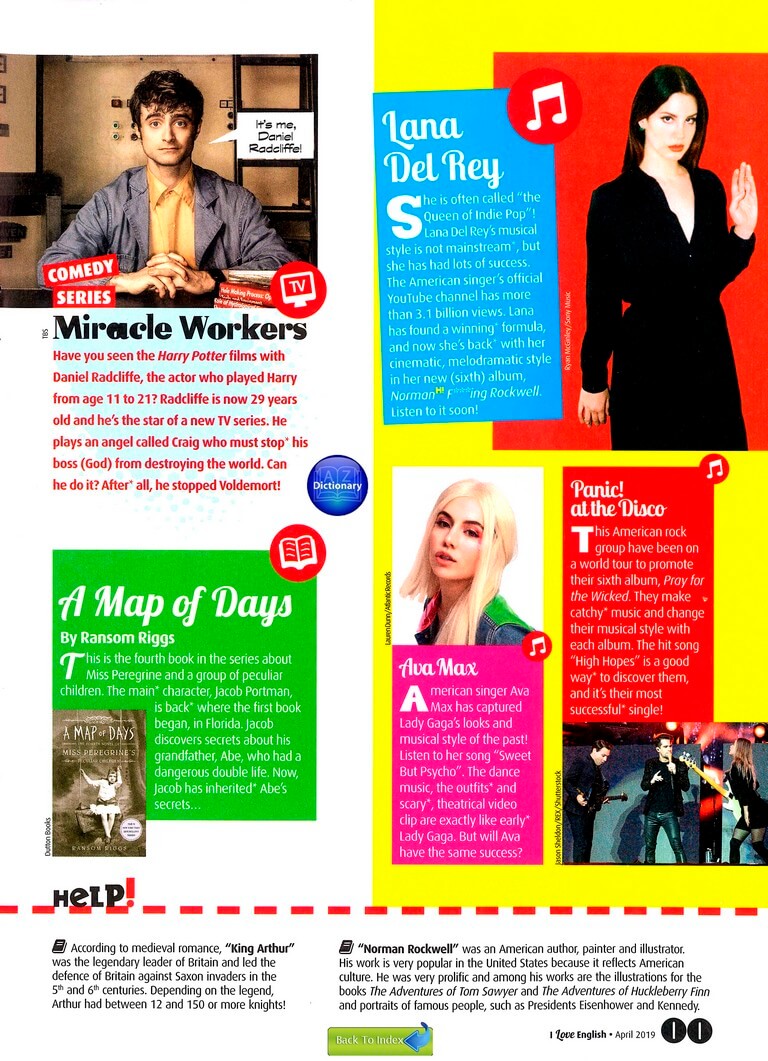 It's me,
Daniel
Radcliffe!
COMEDY
SERIES
TV
TBS
Miracle Workers
Have you seen the Harry Potter films with
Daniel Radcliffe, the actor who played Harry
from age 11 to 21? Radcliffe is now 29 years
old and he's the star of a new TV series. He
plays an angel called Craig who must stop* his
boss (God) from destroying the world. Can
he do it? After* all, he stopped Voldemort!
A Z
Dictionary
A Map of Days
By Ransom Riggs
This is the fourth book in the series about
Miss Peregrine and a group of peculiar
children. The main* character, Jacob Portman,
is back* where the first book
began, in Florida. Jacob
discovers secrets about his
grandfather, Abe, who had a
dangerous double life. Now,
Jacob has inherited* Abe's
secrets...
A MAP OF DAYS
MISS PEREGRINE'S
RANSOM RIGGS
Dutton Books
Lana
Del Rey
She is often called "the
Queen of Indie Pop"!
Lana Del Rey's musical
style is not mainstream*, but
she has had lots of success.
The American singer's official
YouTube channel has more
than 3.1 billion views. Lana
has found a winning* formula,
and now she's back* with her
cinematic, melodramatic style
in her new (sixth) album,
Norman H! F***ing Rockwell.
Listen to it soon!
Ryan McGinley/Sony Music
Lauren Dunn/Atlantic Records
Ava Max
American singer Ava
Max has captured
Lady Gaga's looks and
musical style of the past!
Listen to her song "Sweet
But Psycho". The dance
music, the outfits* and
scary*, theatrical video
clip are exactly like early*
Lady Gaga. But will Ava
have the same success?
Panic!
at the Disco
This American rock
group have been on
a world tour to promote
their sixth album, Pray for
the Wicked. They make
catchy* music and change
their musical style with
each album. The hit song
"High Hopes" is a good
way* to discover them,
and it's their most
successful* single!
Jason Sheldon/REX/Shutterstock
HELP!
According to medieval romance, "King Arthur"
was the legendary leader of Britain and led the
defence of Britain against Saxon invaders in the
5th and 6th centuries. Depending on the legend,
Arthur had between 12 and 150 or more knights!
"Norman Rockwell" was an American author, painter and illustrator.
His work is very popular in the United States because it reflects American
culture. He was very prolific and among his works are the illustrations for the
books The Adventures of Tom Sawyer and The Adventures of Huckleberry Finn
and portraits of famous people, such as Presidents Eisenhower and Kennedy.
Back To Index
I Love English • April 2019 11